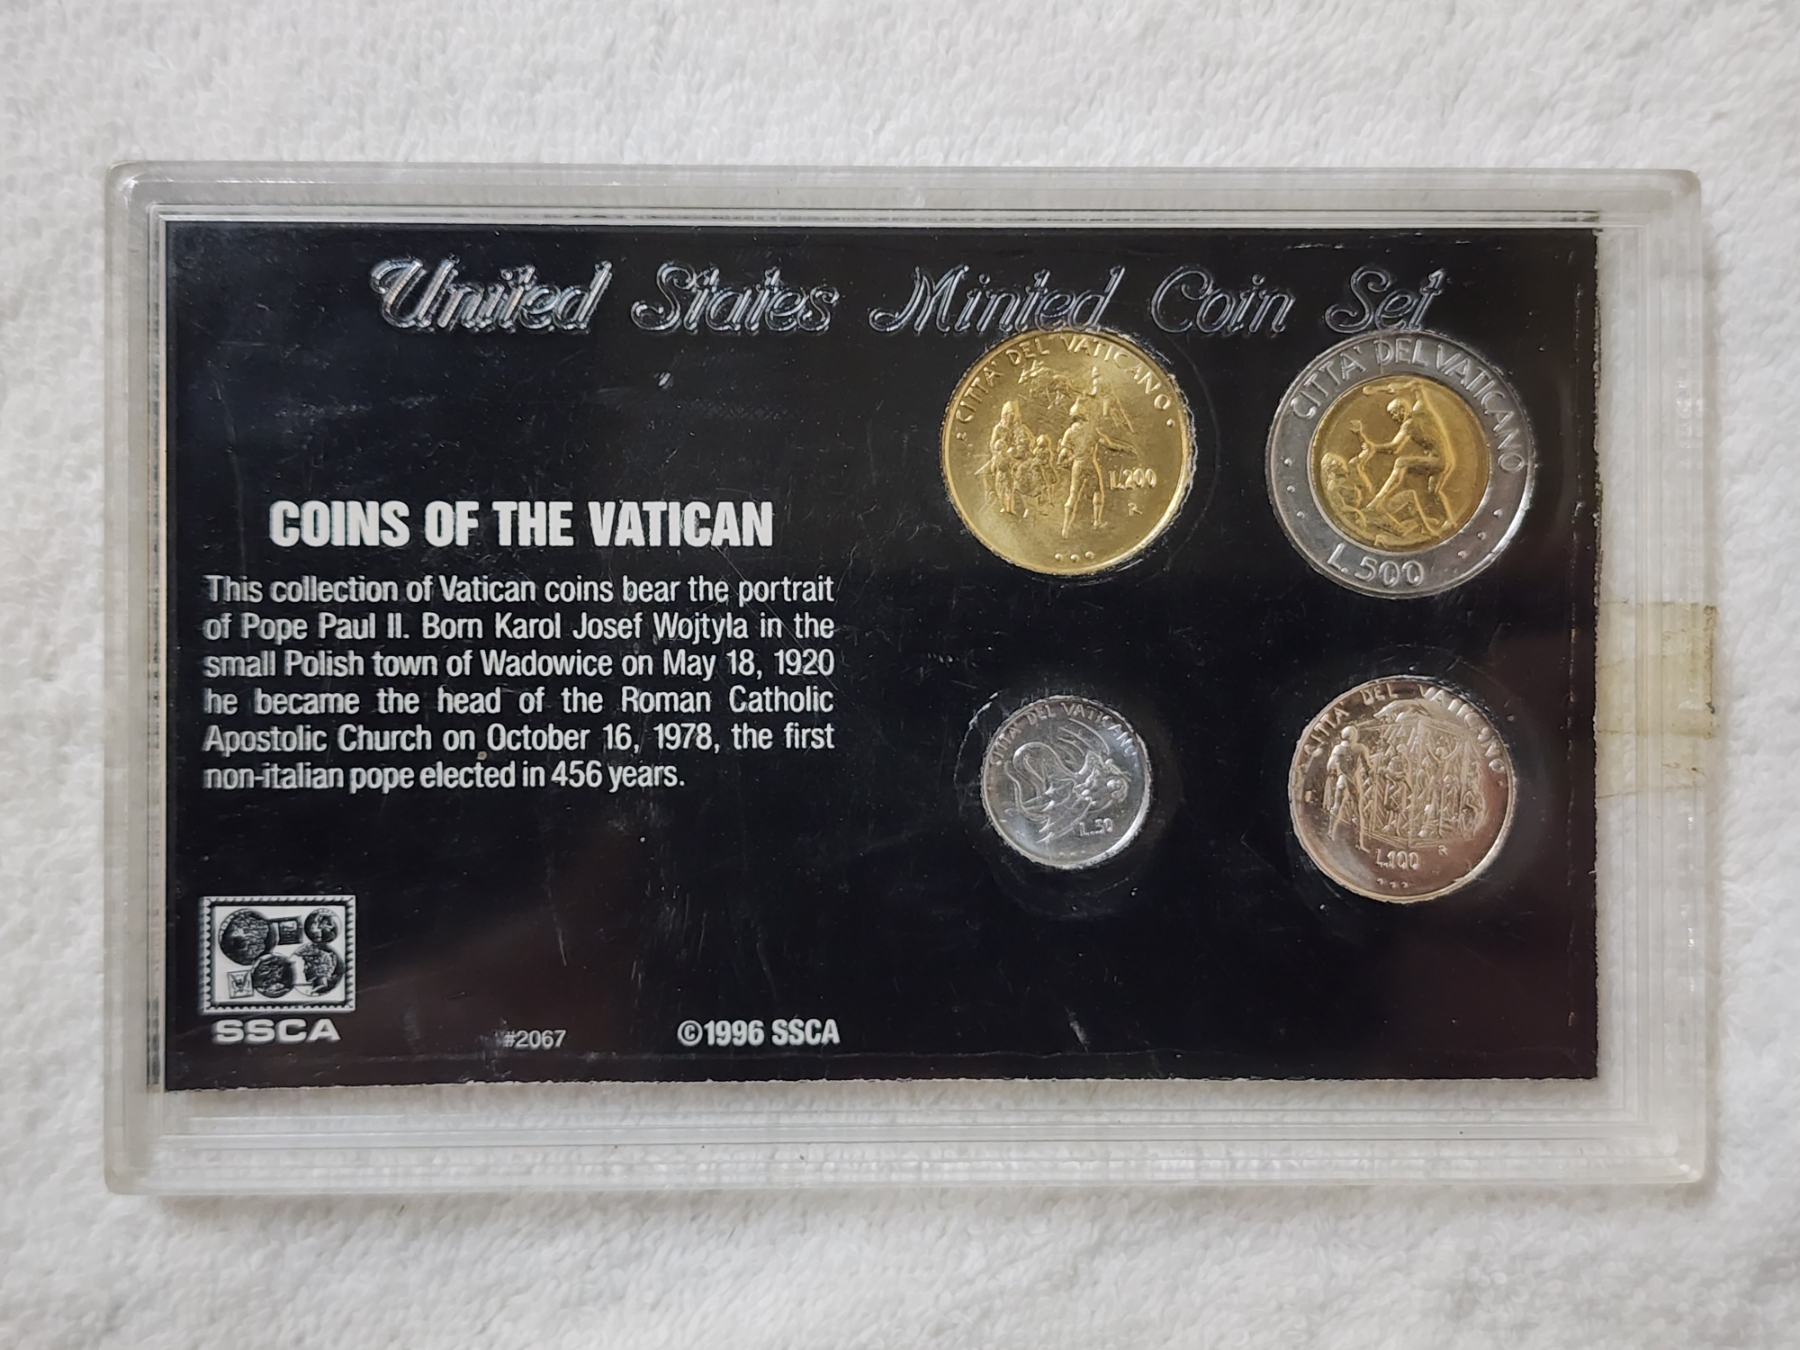 United States Minted Coin Set
CITTA' DEL VATICANO
L.200
R
CITTA' DEL VATICANO
L.500
COINS OF THE VATICAN
This collection of Vatican coins bear the portrait
of Pope Paul II. Born Karol Josef Wojtyla in the
small Polish town of Wadowice on May 18, 1920
he became the head of the Roman Catholic
Apostolic Church on October 16, 1978, the first
non-italian pope elected in 456 years.
CITTA' DEL VATICANO
L.50
CITTA' DEL VATICANO
L.100
R
SSCA
#2067
©1996 SSCA